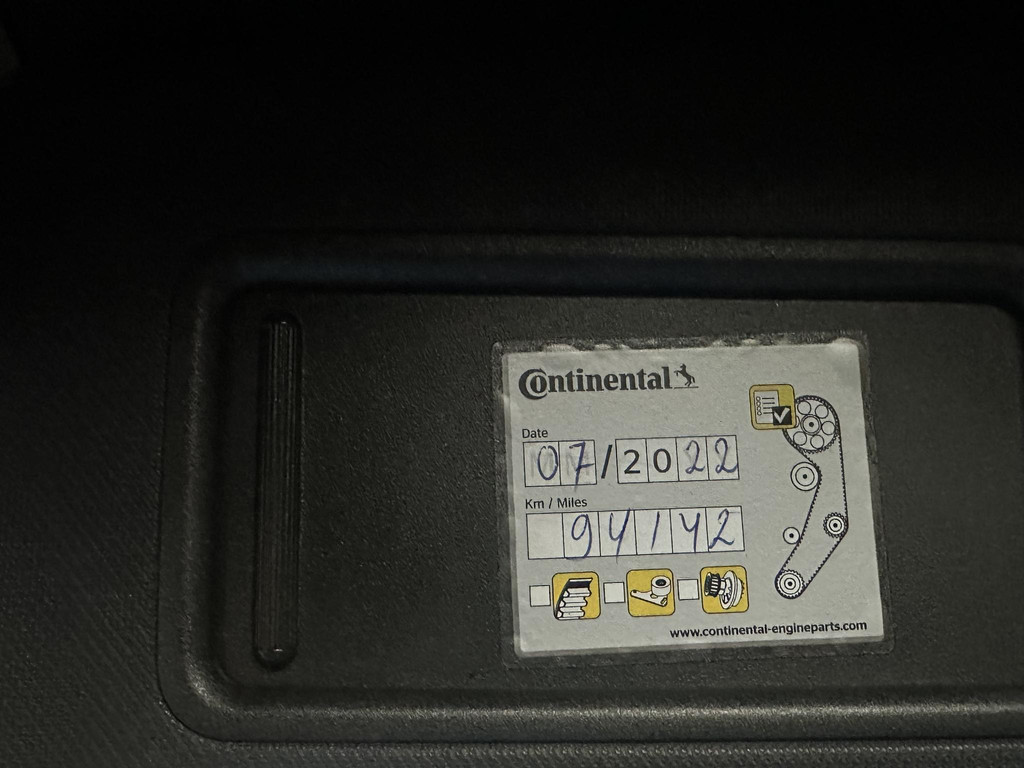 Continental
Date
07/2022
Km / Miles
94142
www.continental-engineparts.com